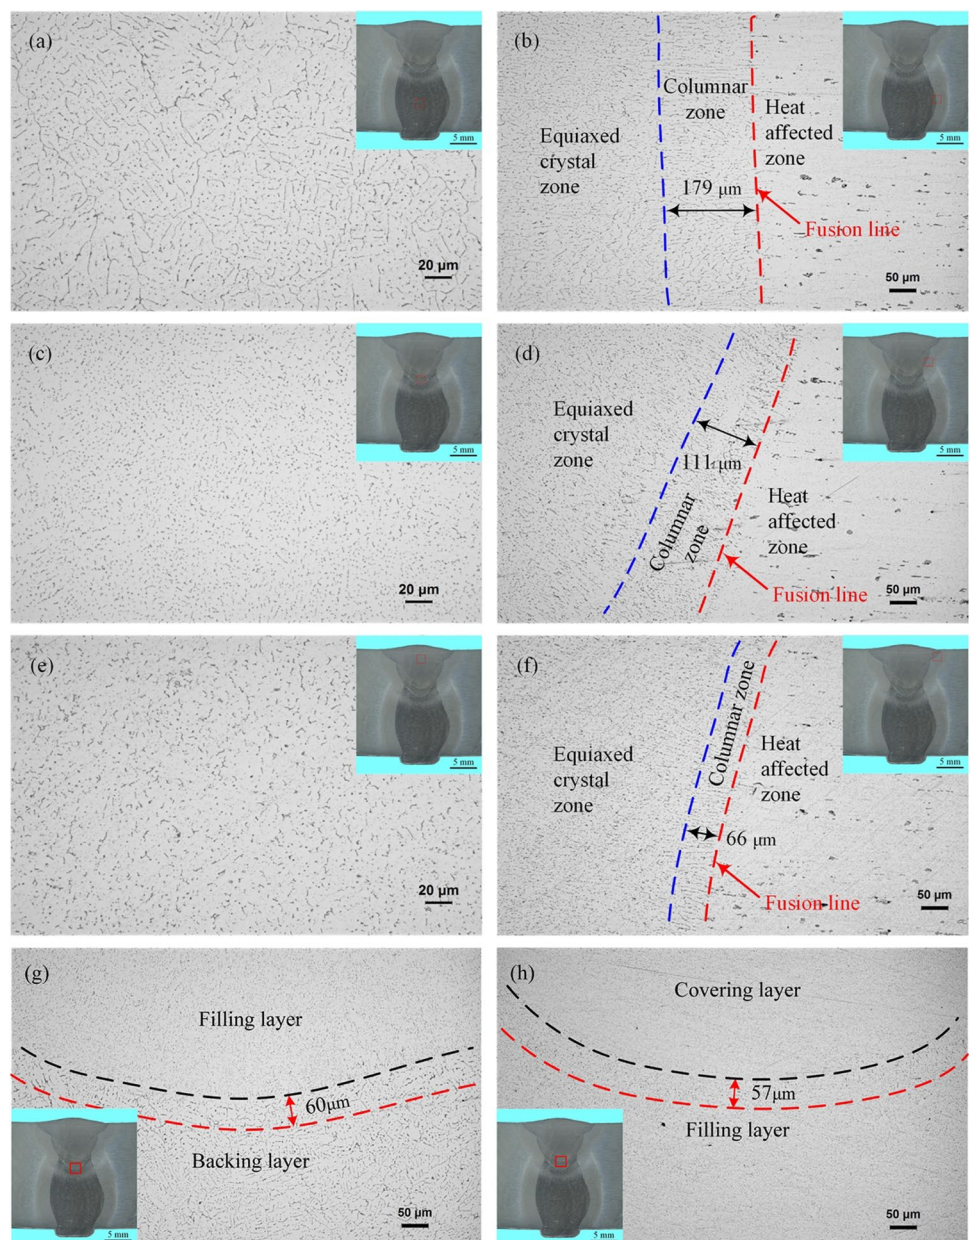 (a)
5 mm
20 µm
(b)
Columnar
zone
Heat
affected
zone
Equiaxed
crystal
zone
179 µm
Fusion line
5 mm
50 µm
(c)
5 mm
20 µm
(d)
Equiaxed
crystal
zone
111 µm
Columnar
zone
Heat
affected
zone
Fusion line
5 mm
50 µm
(e)
5 mm
20 µm
(f)
Columnar zone
Equiaxed
crystal
zone
Heat
affected
zone
66 µm
Fusion line
5 mm
50 µm
(g)
Filling layer
60µm
Backing layer
5 mm
50 µm
(h)
Covering layer
57µm
Filling layer
5 mm
50 µm